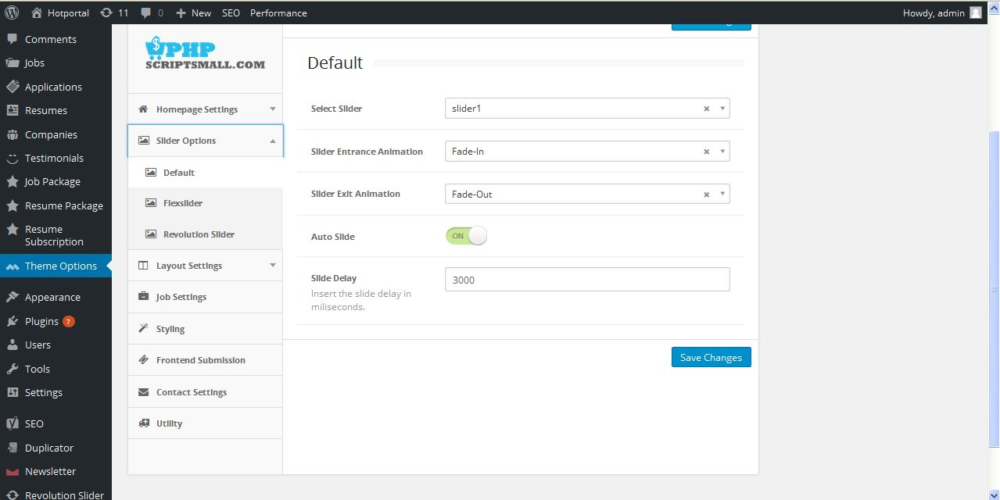 Hotportal 11 0 New SEO Performance Howdy, admin
Comments
Jobs
Applications
Resumes
Companies
Testimonials
Job Package
Resume Package
Resume
Subscription
Theme Options
Appearance
Plugins 7
Users
Tools
Settings
SEO
Duplicator
Newsletter
Revolution Slider
$PHP
SCRIPTSMALL.COM
Homepage Settings
Slider Options
Default
Flexslider
Revolution Slider
Layout Settings
Job Settings
Styling
Frontend Submission
Contact Settings
Utility
Default
Select Slider slider1
Slider Entrance Animation Fade-In
Slider Exit Animation Fade-Out
Auto Slide ON
Slide Delay 3000
Insert the slide delay in
miliseconds.
Save Changes